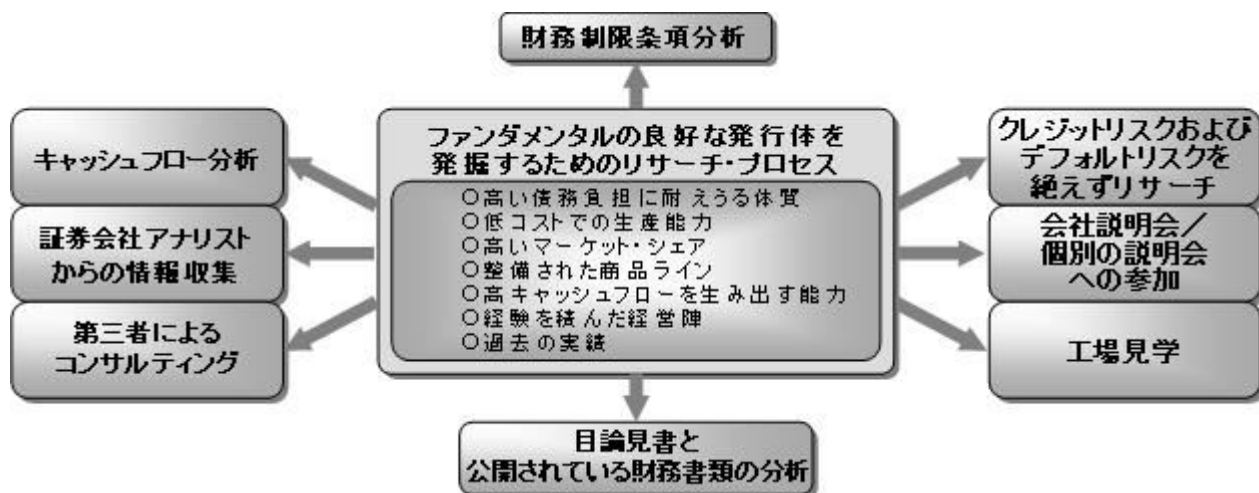 財務制限条項分析
キャッシュフロー分析
証券会社アナリスト
からの情報収集
第三者による
コンサルティング
ファンダメンタルの良好な発行体を
発掘するためのリサーチ・プロセス
○高い債務負担に耐えうる体質
○低コストでの生産能力
○高いマーケット・シェア
○整備された商品ライン
○高キャッシュフローを生み出す能力
○経験を積んだ経営陣
○過去の実績
クレジットリスクおよび
デフォルトリスクを
絶えずリサーチ
会社説明会/
個別の説明会
への参加
工場見学
目論見書と
公開されている財務書類の分析